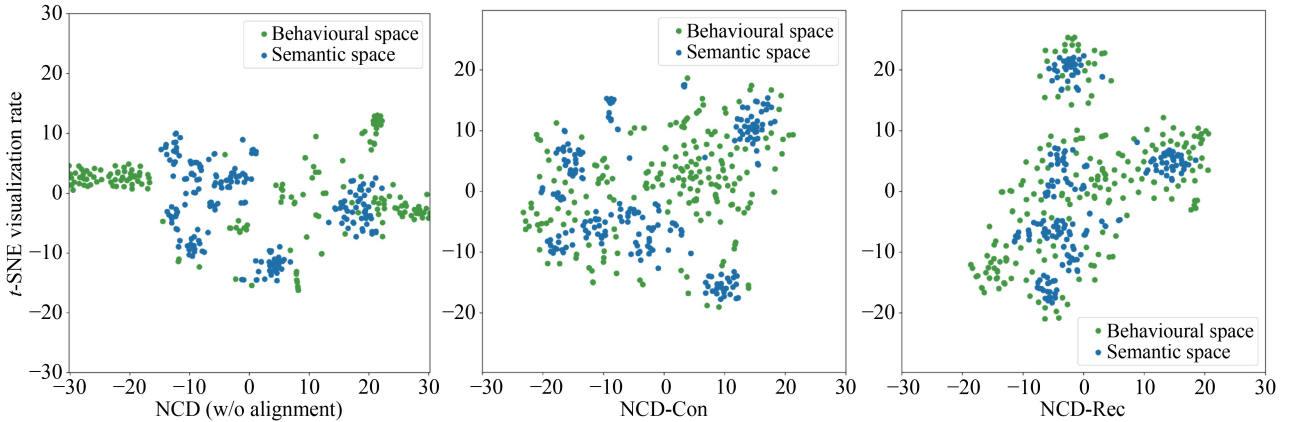 t-SNE visualization rate
30
20
10
0
−10
−20
−30
−30 −20 −10 0 10 20 30
Behavioural space
Semantic space
NCD (w/o alignment)
20
10
0
−10
−20
−30 −20 −10 0 10 20 30
Behavioural space
Semantic space
NCD-Con
20
10
0
−10
−20
−30 −20 −10 0 10 20 30
Behavioural space
Semantic space
NCD-Rec